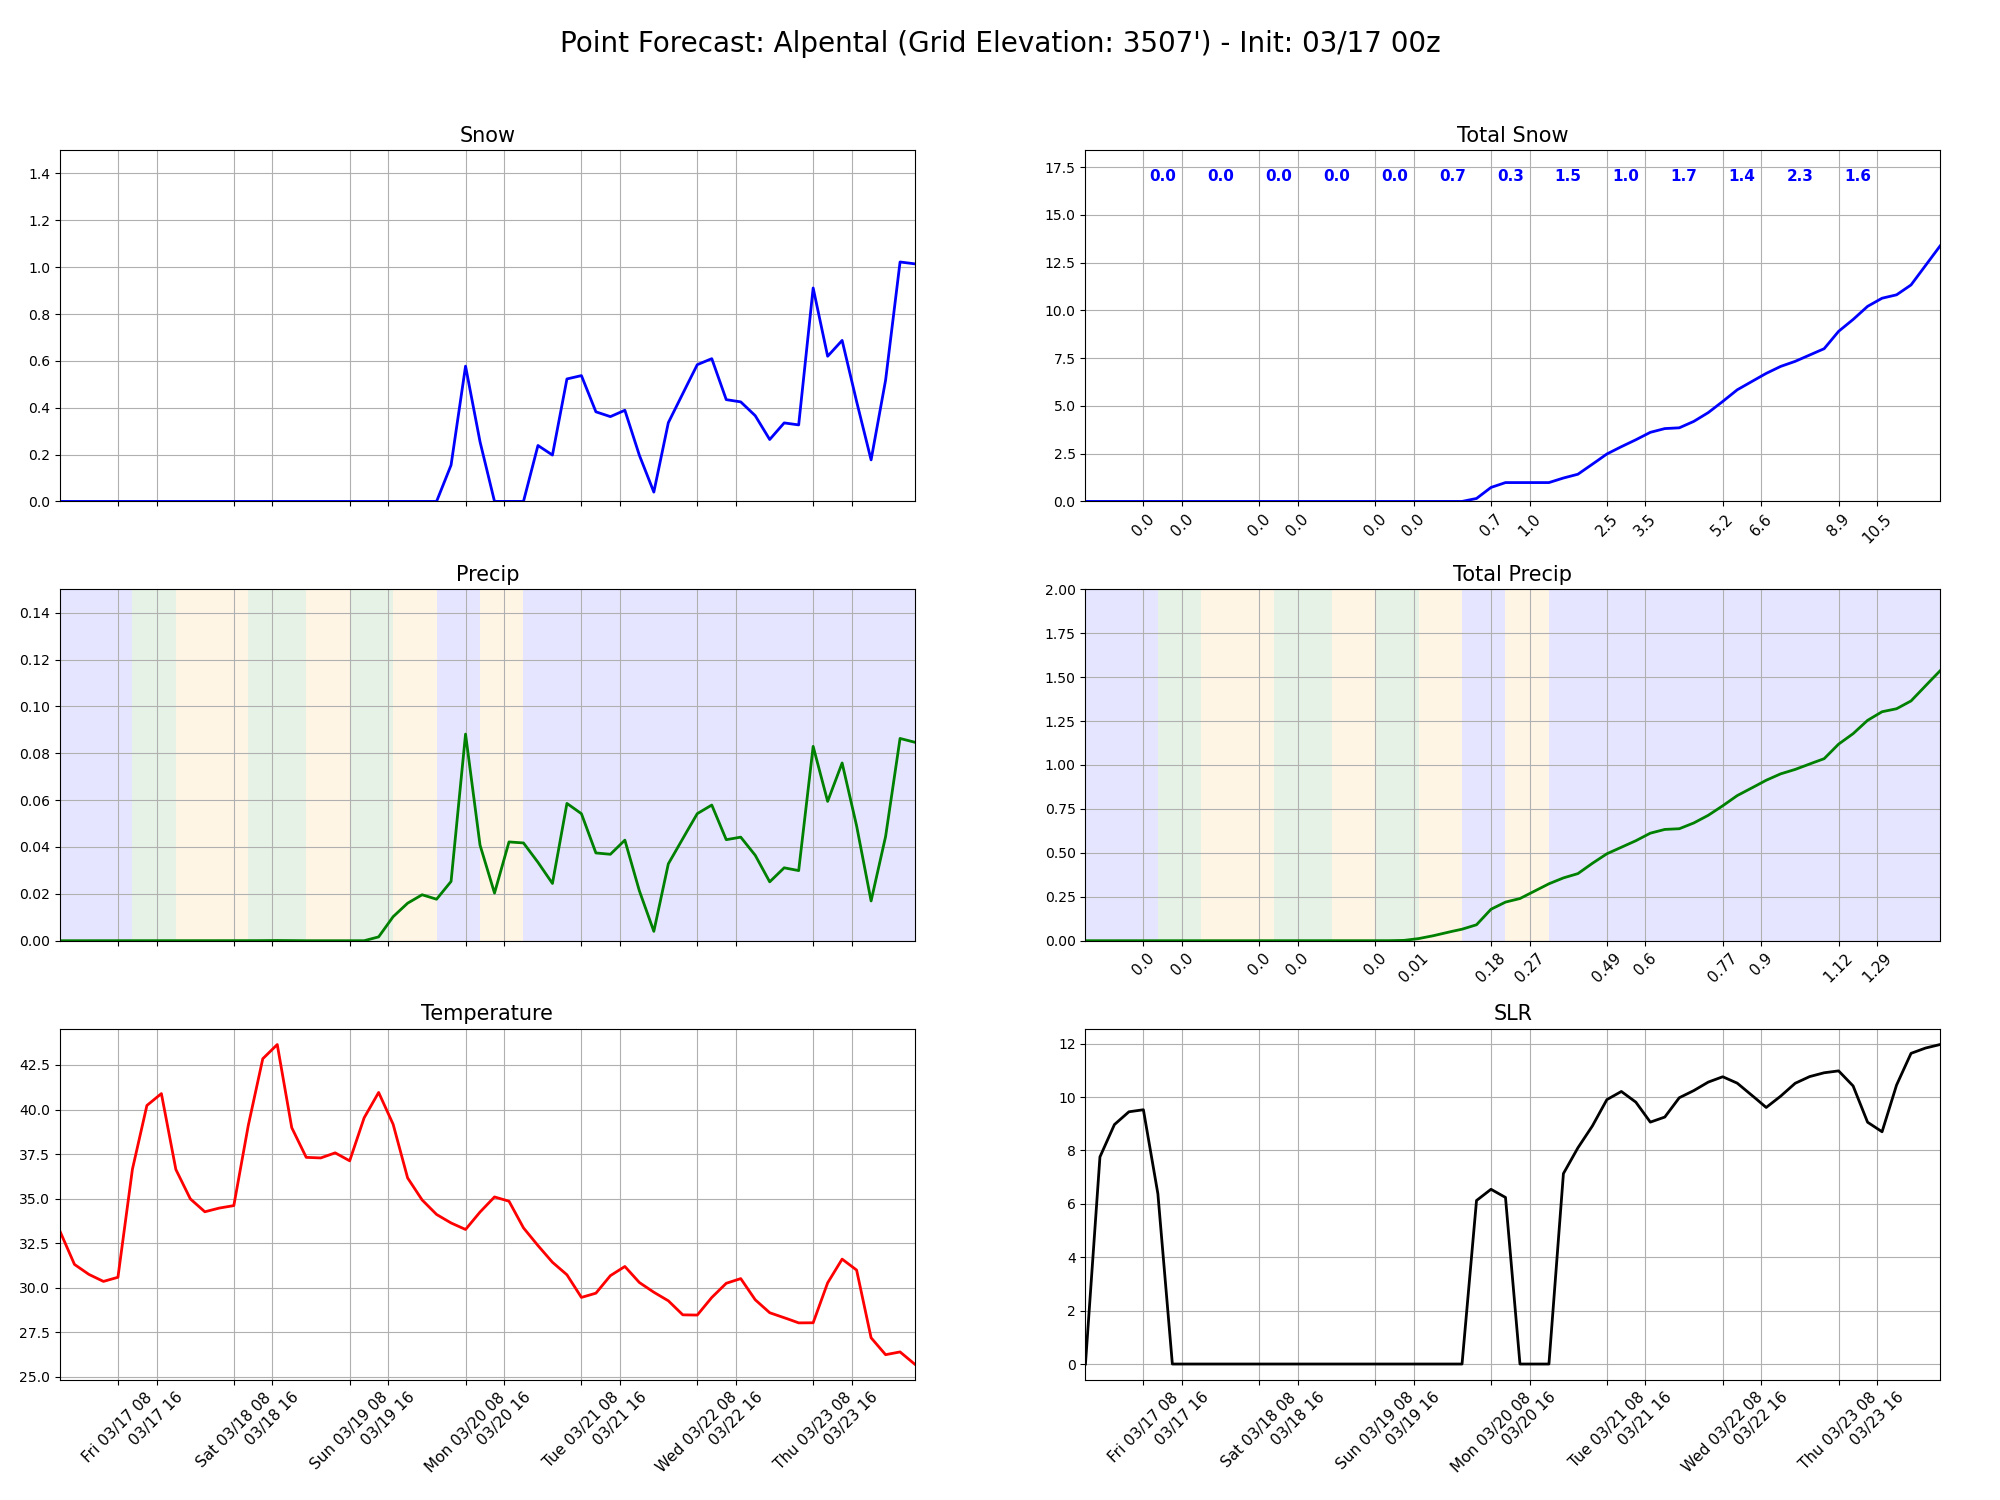 Point Forecast: Alpental (Grid Elevation: 3507') - Init: 03/17 00z
Snow
1.4
1.2
1.0
0.8
0.6
0.4
0.2
0.0
Total Snow
17.5
15.0
12.5
10.0
7.5
5.0
2.5
0.0
0.0 0.0 0.0 0.0 0.0 0.7 0.3 1.5 1.0 1.7 1.4 2.3 1.6
0.0 0.0 0.0 0.0 0.0 0.0 0.7 1.0 2.5 3.5 5.2 6.6 8.9 10.5
Precip
0.14
0.12
0.10
0.08
0.06
0.04
0.02
0.00
Total Precip
2.00
1.75
1.50
1.25
1.00
0.75
0.50
0.25
0.00
0.0 0.0 0.0 0.0 0.0 0.01 0.18 0.27 0.49 0.6 0.77 0.9 1.12 1.29
Temperature
42.5
40.0
37.5
35.0
32.5
30.0
27.5
25.0
Fri 03/17 08
03/17 16
Sat 03/18 08
03/18 16
Sun 03/19 08
03/19 16
Mon 03/20 08
03/20 16
Tue 03/21 08
03/21 16
Wed 03/22 08
03/22 16
Thu 03/23 08
03/23 16
SLR
12
10
8
6
4
2
0
Fri 03/17 08
03/17 16
Sat 03/18 08
03/18 16
Sun 03/19 08
03/19 16
Mon 03/20 08
03/20 16
Tue 03/21 08
03/21 16
Wed 03/22 08
03/22 16
Thu 03/23 08
03/23 16